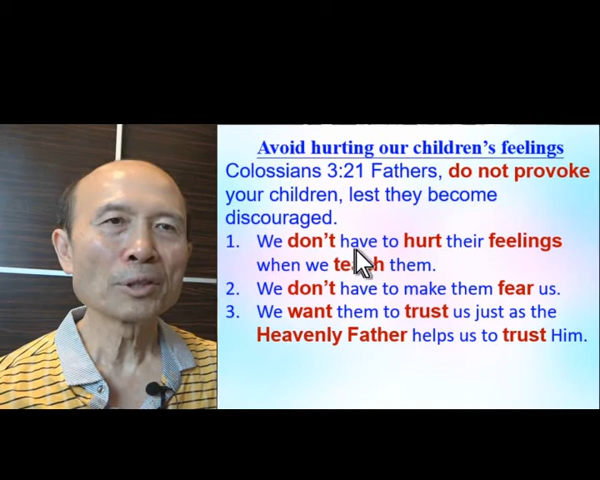 Avoid hurting our children's feelings
Colossians 3:21 Fathers, do not provoke
your children, lest they become
discouraged.
1. We don't have to hurt their feelings
when we teach them.
2. We don't have to make them fear us.
3. We want them to trust us just as the
Heavenly Father helps us to trust Him.